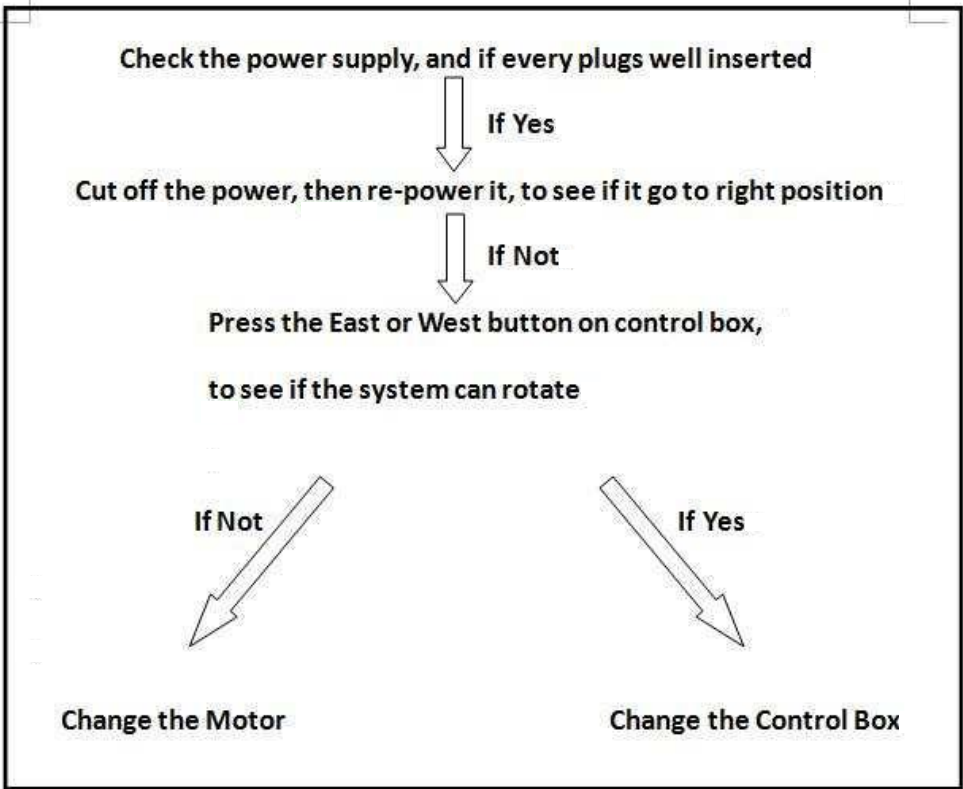 Check the power supply, and if every plugs well inserted
If Yes
Cut off the power, then re-power it, to see if it go to right position
If Not
Press the East or West button on control box,
to see if the system can rotate
If Not
If Yes
Change the Motor
Change the Control Box